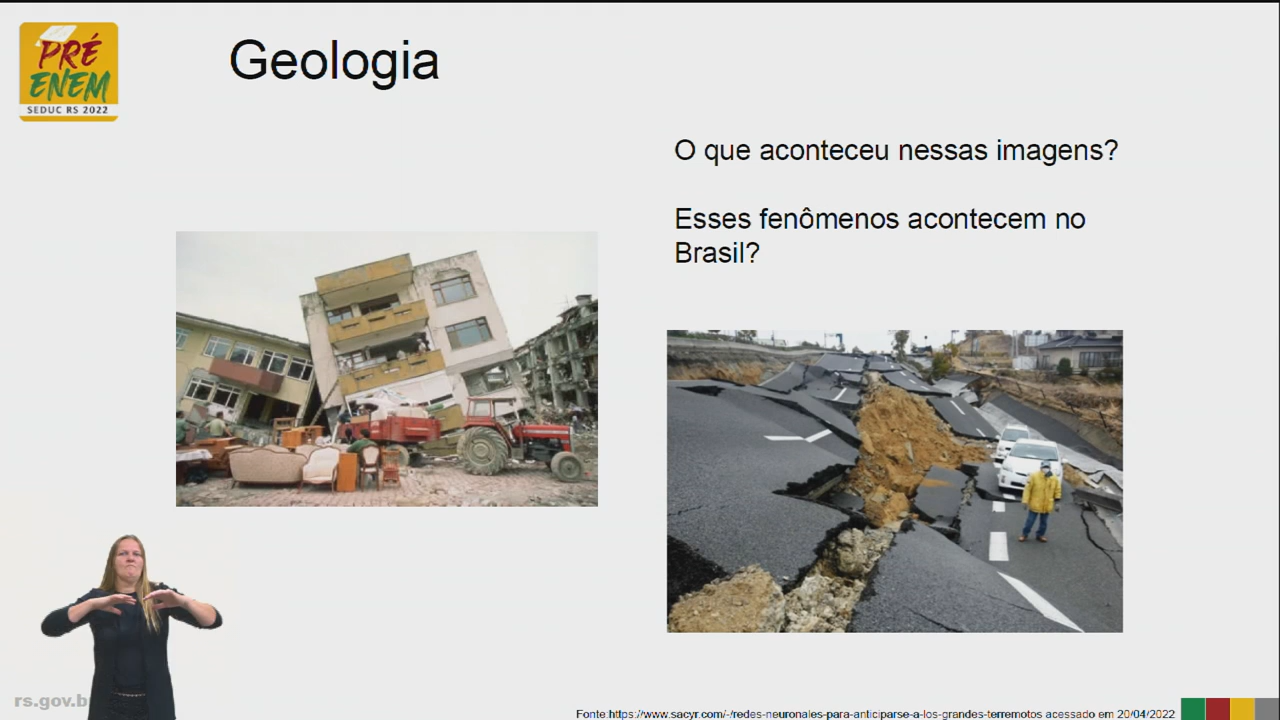 PRÉ
ENEM
SEDUC RS 2022
Geologia
O que aconteceu nessas imagens?
Esses fenômenos acontecem no
Brasil?
rs.gov.b
Fonte:https://www.sacyr.com/-/redes-neuronales-para-anticiparse-a-los-grandes-terremotos acessado em 20/04/2022